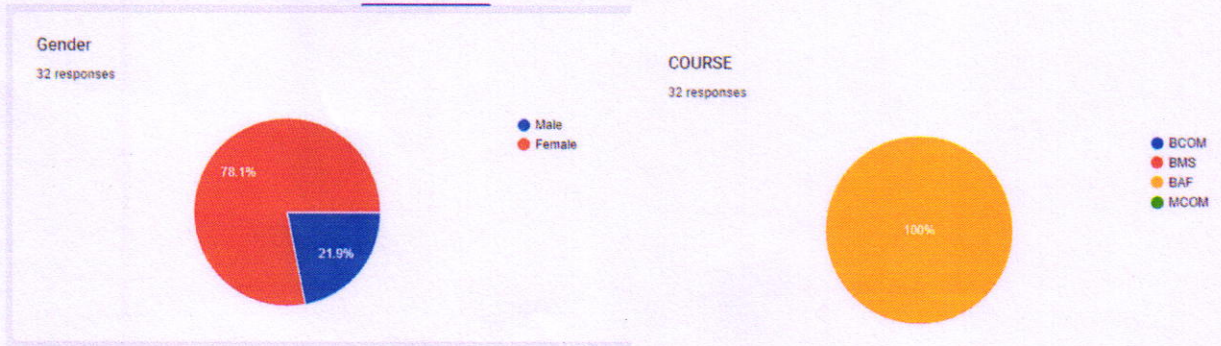 Gender
32 responses
Male
Female
78.1%
21.9%
COURSE
32 responses
BCOM
BMS
BAF
MCOM
100%